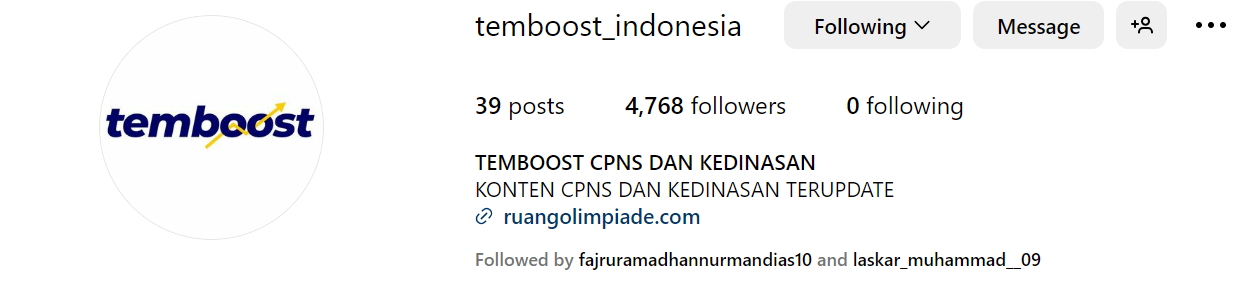 temboost
temboost_indonesia
Following
Message
39 posts
4,768 followers
0 following
TEMBOOST CPNS DAN KEDINASAN
KONTEN CPNS DAN KEDINASAN TERUPDATE
ruangolimpiade.com
Followed by fajruramadhannurmandias10 and laskar_muhammad__09